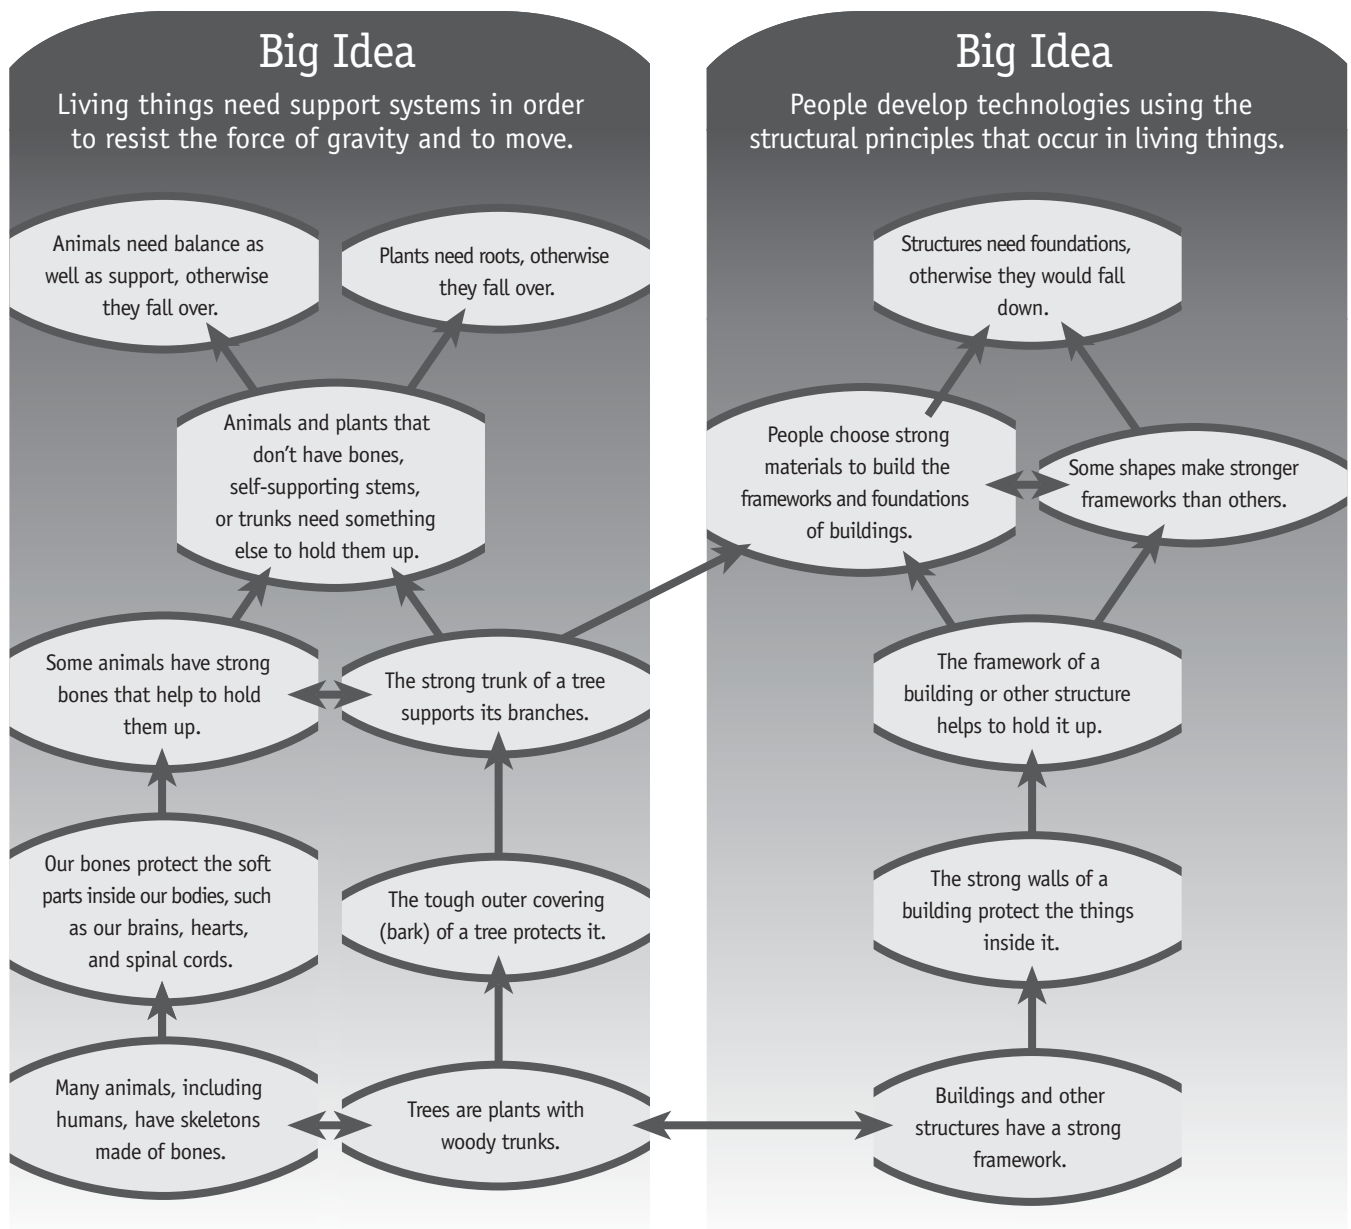 Big Idea
Living things need support systems in order
to resist the force of gravity and to move.
Animals need balance as
well as support, otherwise
they fall over.
Plants need roots, otherwise
they fall over.
Animals and plants that
don’t have bones,
self-supporting stems,
or trunks need something
else to hold them up.
Some animals have strong
bones that help to hold
them up.
The strong trunk of a tree
supports its branches.
Our bones protect the soft
parts inside our bodies, such
as our brains, hearts,
and spinal cords.
The tough outer covering
(bark) of a tree protects it.
Many animals, including
humans, have skeletons
made of bones.
Trees are plants with
woody trunks.
Big Idea
People develop technologies using the
structural principles that occur in living things.
Structures need foundations,
otherwise they would fall
down.
People choose strong
materials to build the
frameworks and foundations
of buildings.
Some shapes make stronger
frameworks than others.
The framework of a
building or other structure
helps to hold it up.
The strong walls of a
building protect the things
inside it.
Buildings and other
structures have a strong
framework.